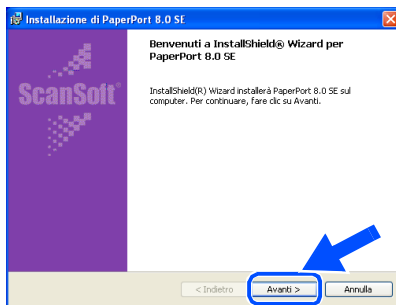 Installazione di PaperPort 8.0 SE
Benvenuti a InstallShield® Wizard per
PaperPort 8.0 SE
ScanSoft®
InstallShield(R) Wizard installerà PaperPort 8.0 SE sul
computer. Per continuare, fare clic su Avanti.
< Indietro
Avanti >
Annulla